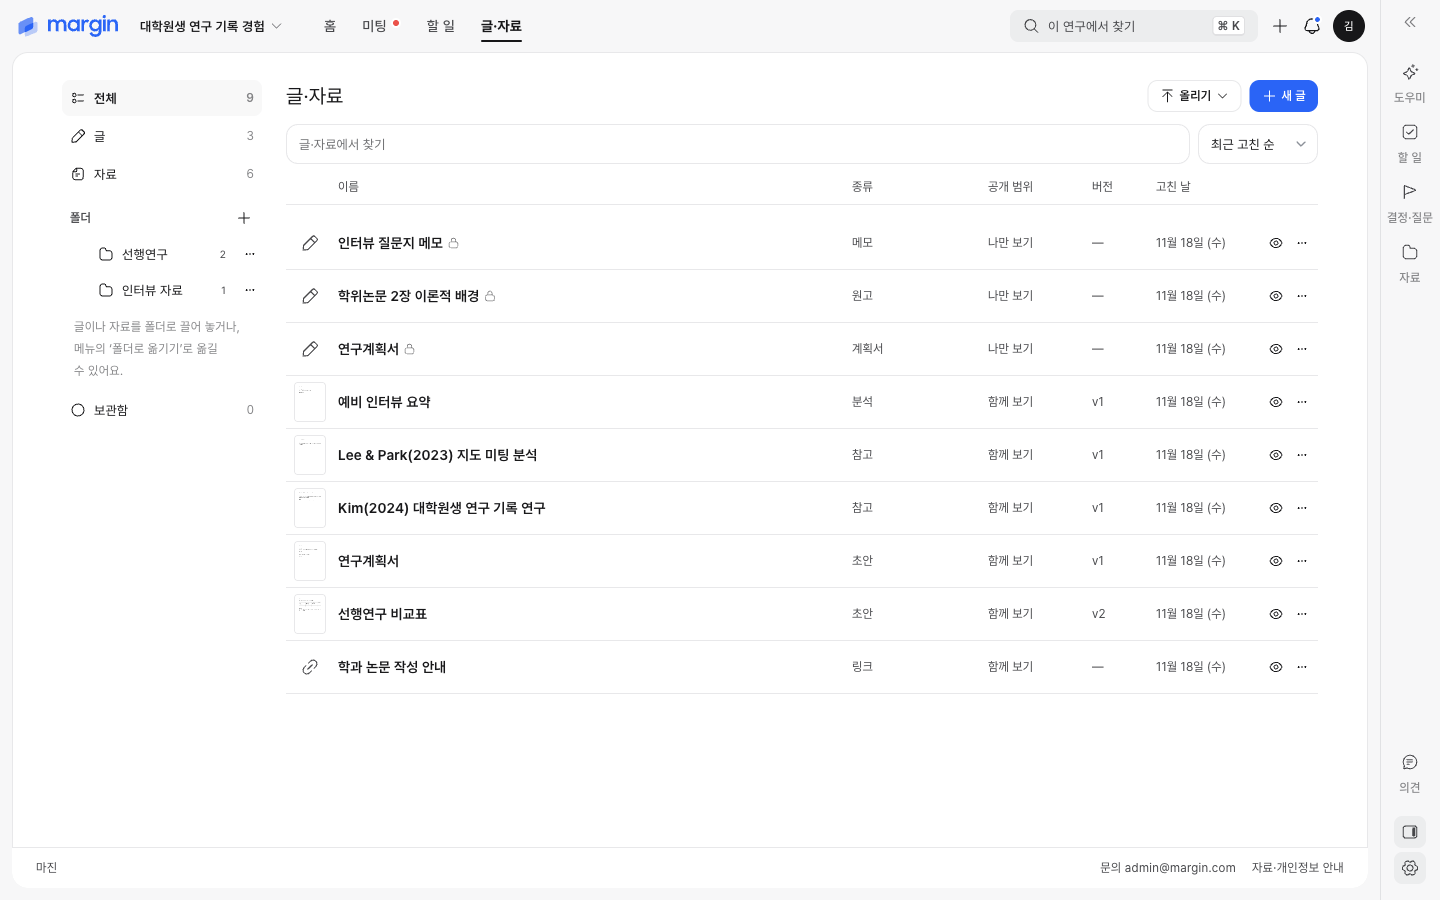 margin 대학원생 연구 기록 경험 홈 미팅 할 일 글·자료 이 연구에서 찾기 ⌘ K 김
전체 9
글 3
자료 6
폴더
선행연구 2
인터뷰 자료 1
글이나 자료를 폴더로 끌어 놓거나,
메뉴의 ‘폴더로 옮기기’로 옮길
수 있어요.
보관함 0
글·자료 올리기 새 글
글·자료에서 찾기 최근 고친 순
이름 종류 공개 범위 버전 고친 날
인터뷰 질문지 메모 메모 나만 보기 — 11월 18일 (수)
학위논문 2장 이론적 배경 원고 나만 보기 — 11월 18일 (수)
연구계획서 계획서 나만 보기 — 11월 18일 (수)
예비 인터뷰 요약 분석 함께 보기 v1 11월 18일 (수)
Lee & Park(2023) 지도 미팅 분석 참고 함께 보기 v1 11월 18일 (수)
Kim(2024) 대학원생 연구 기록 연구 참고 함께 보기 v1 11월 18일 (수)
연구계획서 초안 함께 보기 v1 11월 18일 (수)
선행연구 비교표 초안 함께 보기 v2 11월 18일 (수)
학과 논문 작성 안내 링크 함께 보기 — 11월 18일 (수)
도우미
할 일
결정·질문
자료
의견
마진 문의 admin@margin.com 자료·개인정보 안내